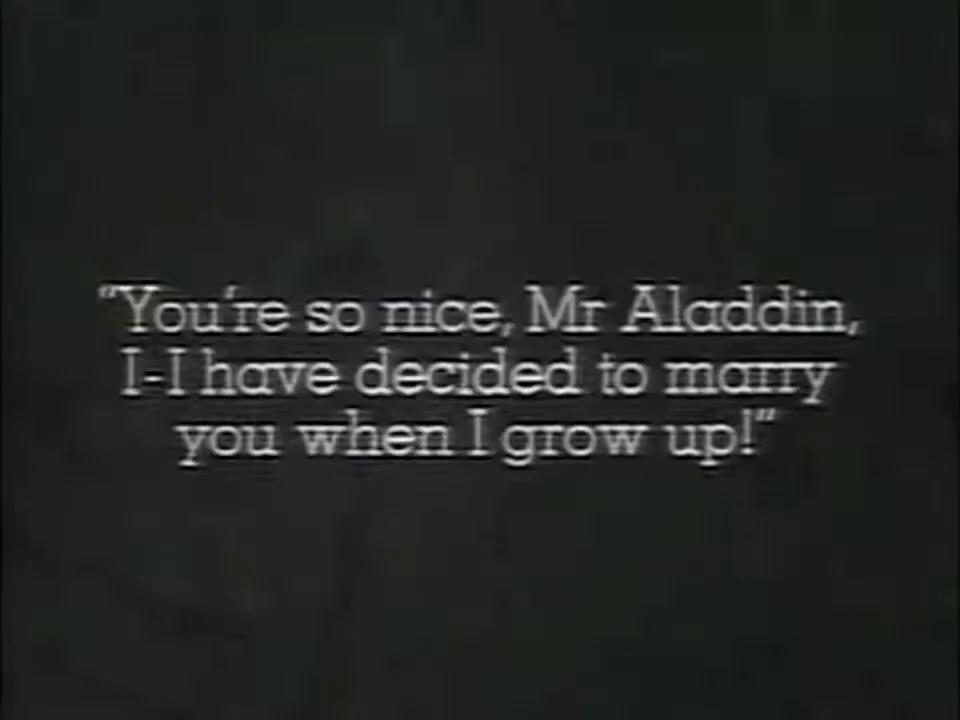 “You're so nice, Mr Aladdin,
I-I have decided to marry
you when I grow up!”